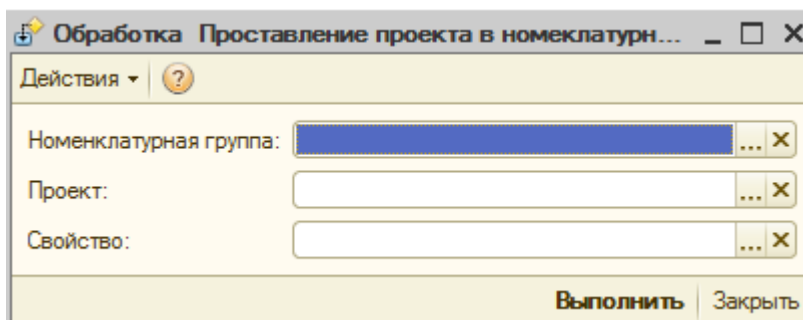 Обработка Проставление проекта в номеклатурн...
Действия
?
Номенклатурная группа:
...
Проект:
...
Свойство:
...
Выполнить Закрыть